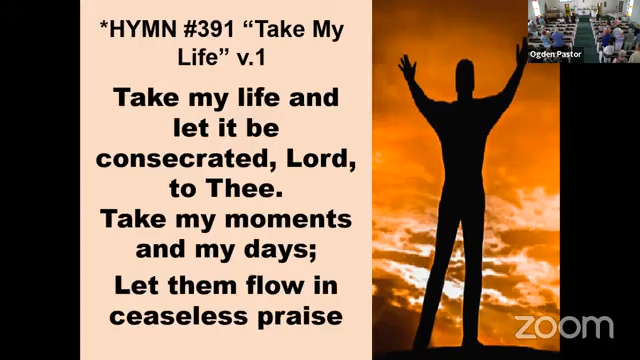 *HYMN #391 “Take My
Life” v.1
Take my life and
let it be
consecrated, Lord,
to Thee.
Take my moments
and my days;
Let them flow in
ceaseless praise
Ogden Pastor
zoom